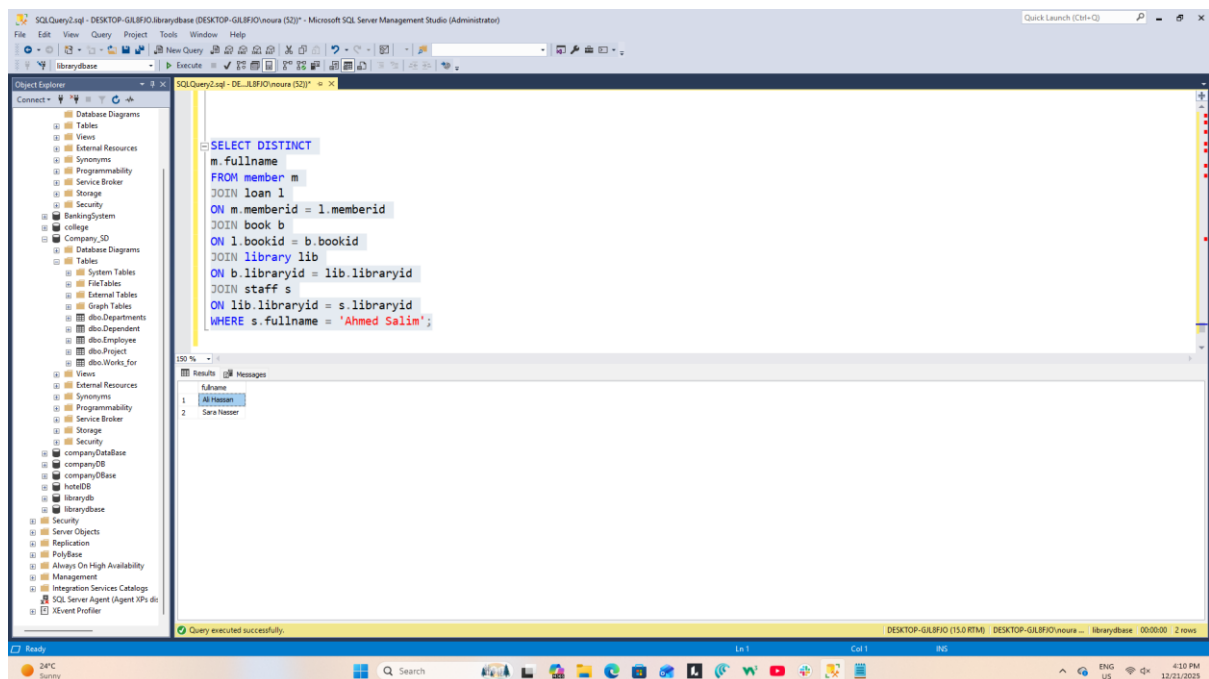 SQLQuery2.sql - DESKTOP-GJL8FJO.librarydbase (DESKTOP-GJL8FJO\noura (52))* - Microsoft SQL Server Management Studio (Administrator)
Quick Launch (Ctrl+Q)
File Edit View Query Project Tools Window Help
New Query
librarydbase
Execute
Object Explorer
SQLQuery2.sql - DE...JL8FJO\noura (52))*
Connect
Database Diagrams
Tables
Views
External Resources
Synonyms
Programmability
Service Broker
Storage
Security
BankingSystem
college
Company_SD
Database Diagrams
Tables
System Tables
FileTables
External Tables
Graph Tables
dbo.Departments
dbo.Dependent
dbo.Employee
dbo.Project
dbo.Works_for
Views
External Resources
Synonyms
Programmability
Service Broker
Storage
Security
companyDataBase
companyDB
companyDBase
hotelDB
librarydb
librarydbase
Security
Server Objects
Replication
PolyBase
Always On High Availability
Management
Integration Services Catalogs
SQL Server Agent (Agent XPs dis
XEvent Profiler
SELECT DISTINCT
m.fullname
FROM member m
JOIN loan l
ON m.memberid = l.memberid
JOIN book b
ON l.bookid = b.bookid
JOIN library lib
ON b.libraryid = lib.libraryid
JOIN staff s
ON lib.libraryid = s.libraryid
WHERE s.fullname = 'Ahmed Salim';
150 %
Results Messages
fullname
1 Ali Hassan
2 Sara Nasser
Query executed successfully.
DESKTOP-GJL8FJO (15.0 RTM) DESKTOP-GJL8FJO\noura ... librarydbase 00:00:00 2 rows
Ready
Ln 1 Col 1 INS
24°C
Sunny
Search
ENG
US
4:10 PM
12/21/2025